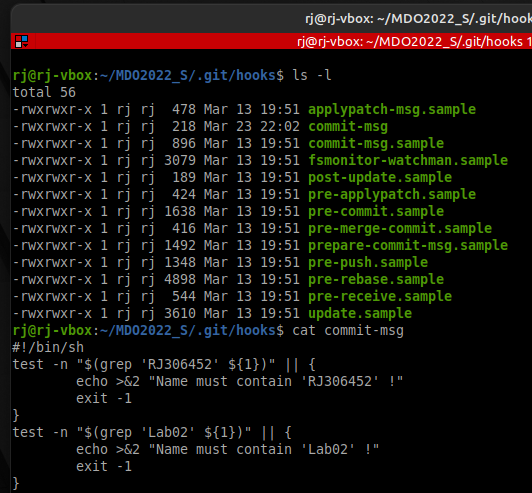 rj@rj-vbox: ~/MDO2022_S/.git/hooks
rj@rj-vbox: ~/MDO2022_S/.git/hooks 1
rj@rj-vbox:~/MDO2022_S/.git/hooks$ ls -l
total 56
-rwxrwxr-x 1 rj rj  478 Mar 13 19:51 applypatch-msg.sample
-rwxrwxr-x 1 rj rj  218 Mar 23 22:02 commit-msg
-rwxrwxr-x 1 rj rj  896 Mar 13 19:51 commit-msg.sample
-rwxrwxr-x 1 rj rj 3079 Mar 13 19:51 fsmonitor-watchman.sample
-rwxrwxr-x 1 rj rj  189 Mar 13 19:51 post-update.sample
-rwxrwxr-x 1 rj rj  424 Mar 13 19:51 pre-applypatch.sample
-rwxrwxr-x 1 rj rj 1638 Mar 13 19:51 pre-commit.sample
-rwxrwxr-x 1 rj rj  416 Mar 13 19:51 pre-merge-commit.sample
-rwxrwxr-x 1 rj rj 1492 Mar 13 19:51 prepare-commit-msg.sample
-rwxrwxr-x 1 rj rj 1348 Mar 13 19:51 pre-push.sample
-rwxrwxr-x 1 rj rj 4898 Mar 13 19:51 pre-rebase.sample
-rwxrwxr-x 1 rj rj  544 Mar 13 19:51 pre-receive.sample
-rwxrwxr-x 1 rj rj 3610 Mar 13 19:51 update.sample
rj@rj-vbox:~/MDO2022_S/.git/hooks$ cat commit-msg
#!/bin/sh
test -n "$(grep 'RJ306452' ${1})" || {
        echo >&2 "Name must contain 'RJ306452' !"
        exit -1
}
test -n "$(grep 'Lab02' ${1})" || {
        echo >&2 "Name must contain 'Lab02' !"
        exit -1
}